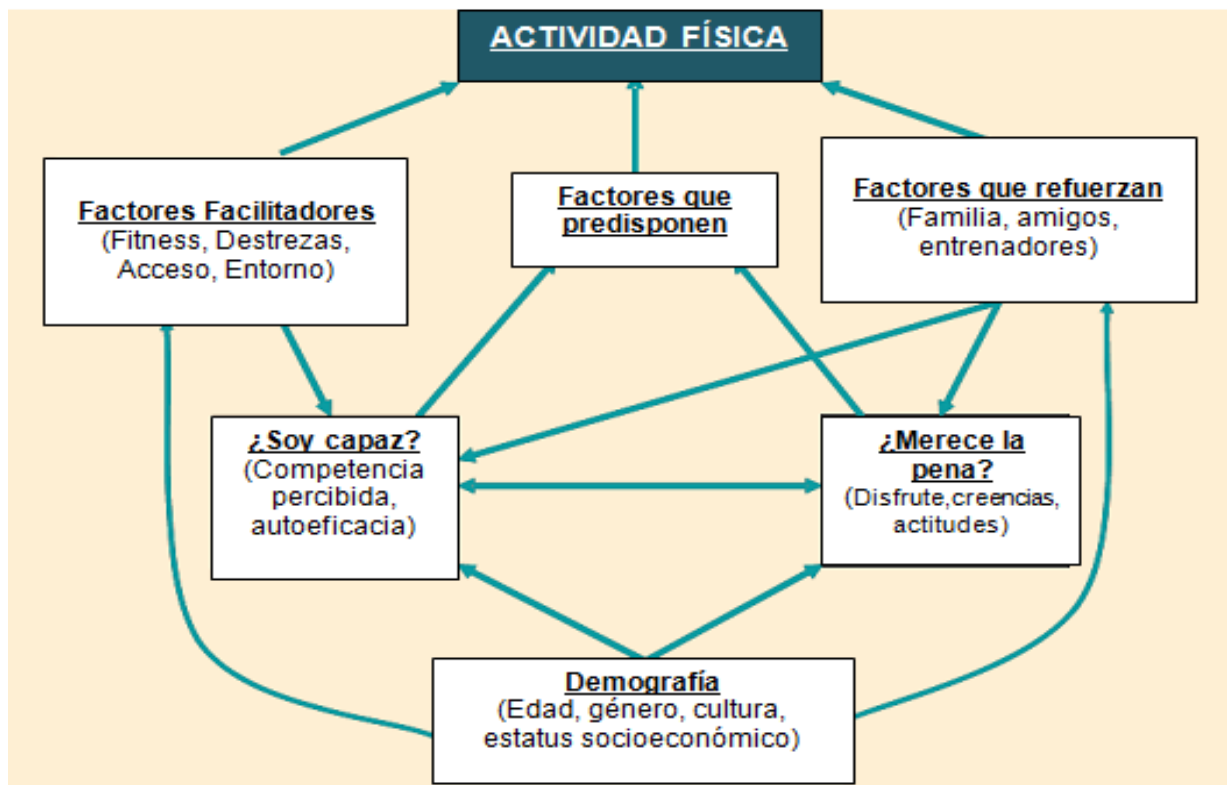 ACTIVIDAD FÍSICA
Factores Facilitadores
(Fitness, Destrezas,
Acceso, Entorno)
Factores que
predisponen
Factores que refuerzan
(Familia, amigos,
entrenadores)
¿Soy capaz?
(Competencia
percibida,
autoeficacia)
¿Merece la
pena?
(Disfrute,creencias,
actitudes)
Demografía
(Edad, género, cultura,
estatus socioeconómico)